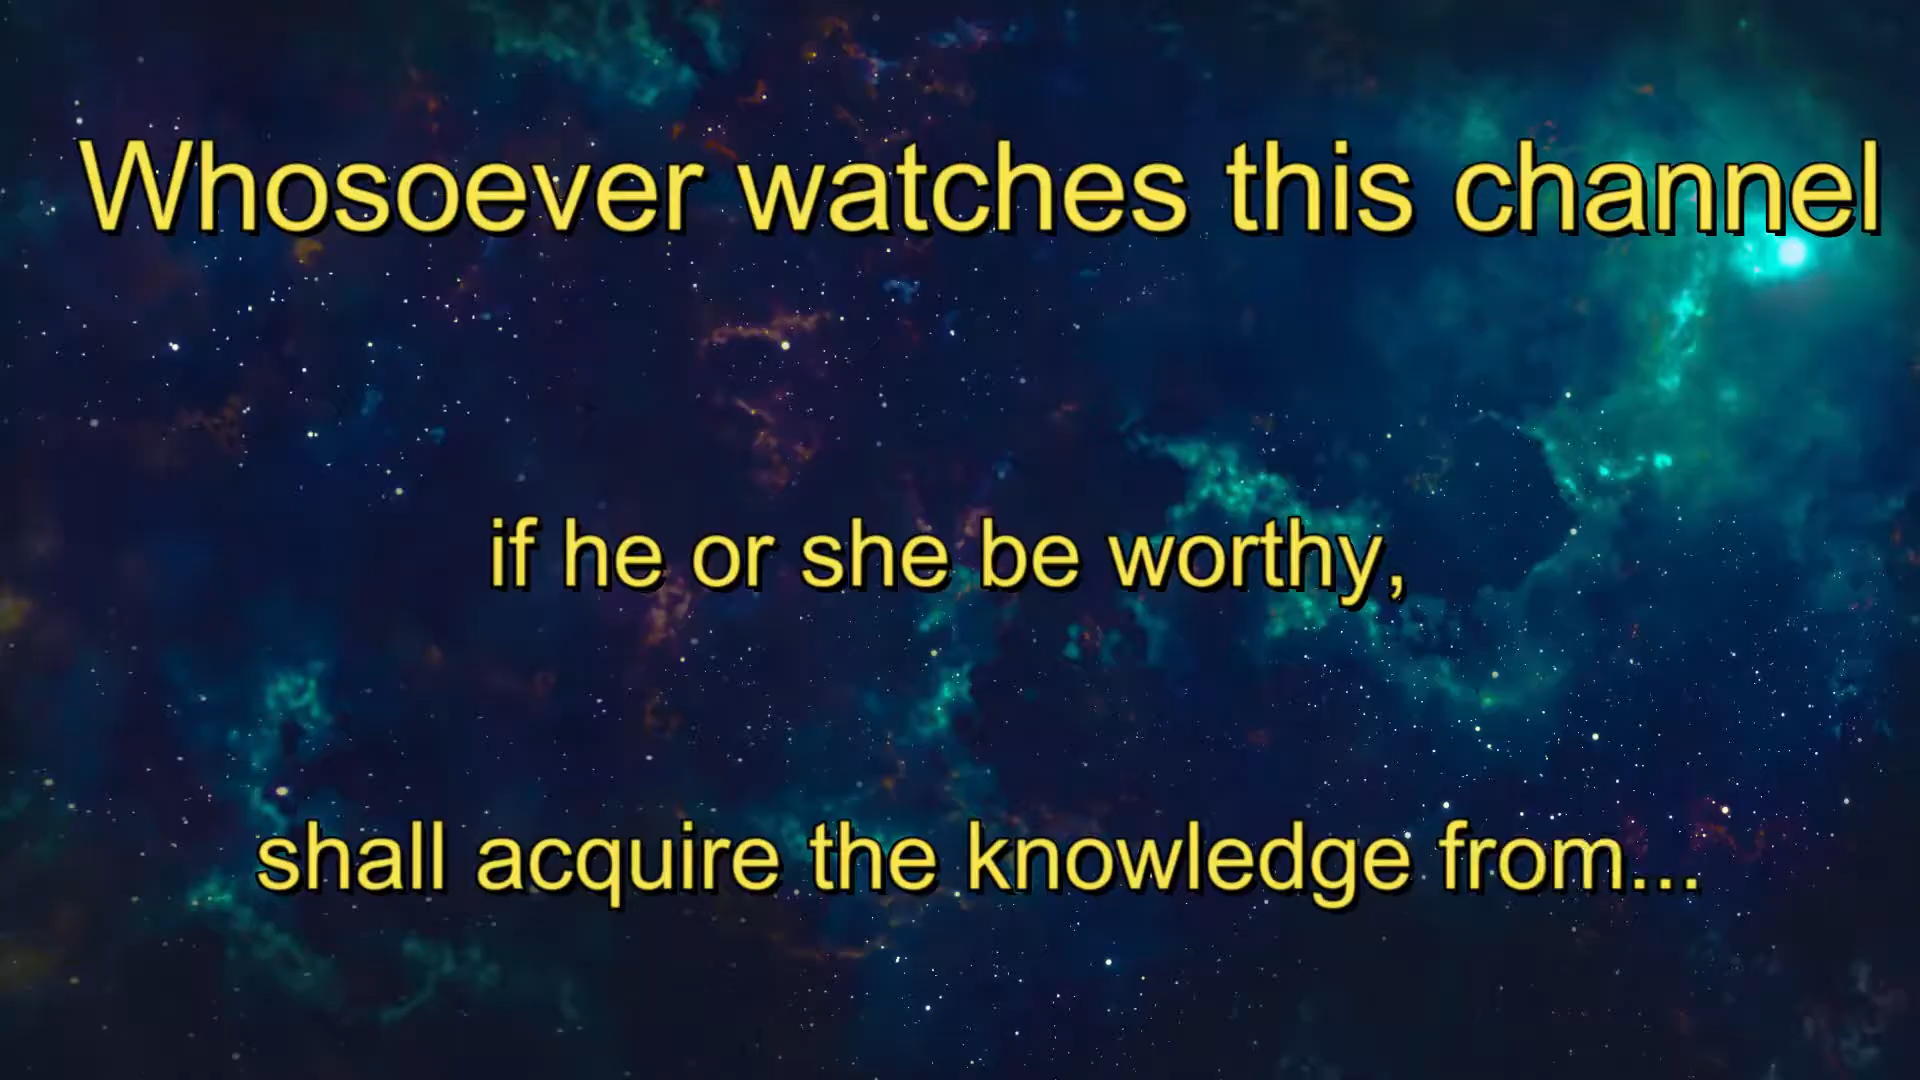 Whosoever watches this channel
if he or she be worthy,
shall acquire the knowledge from...